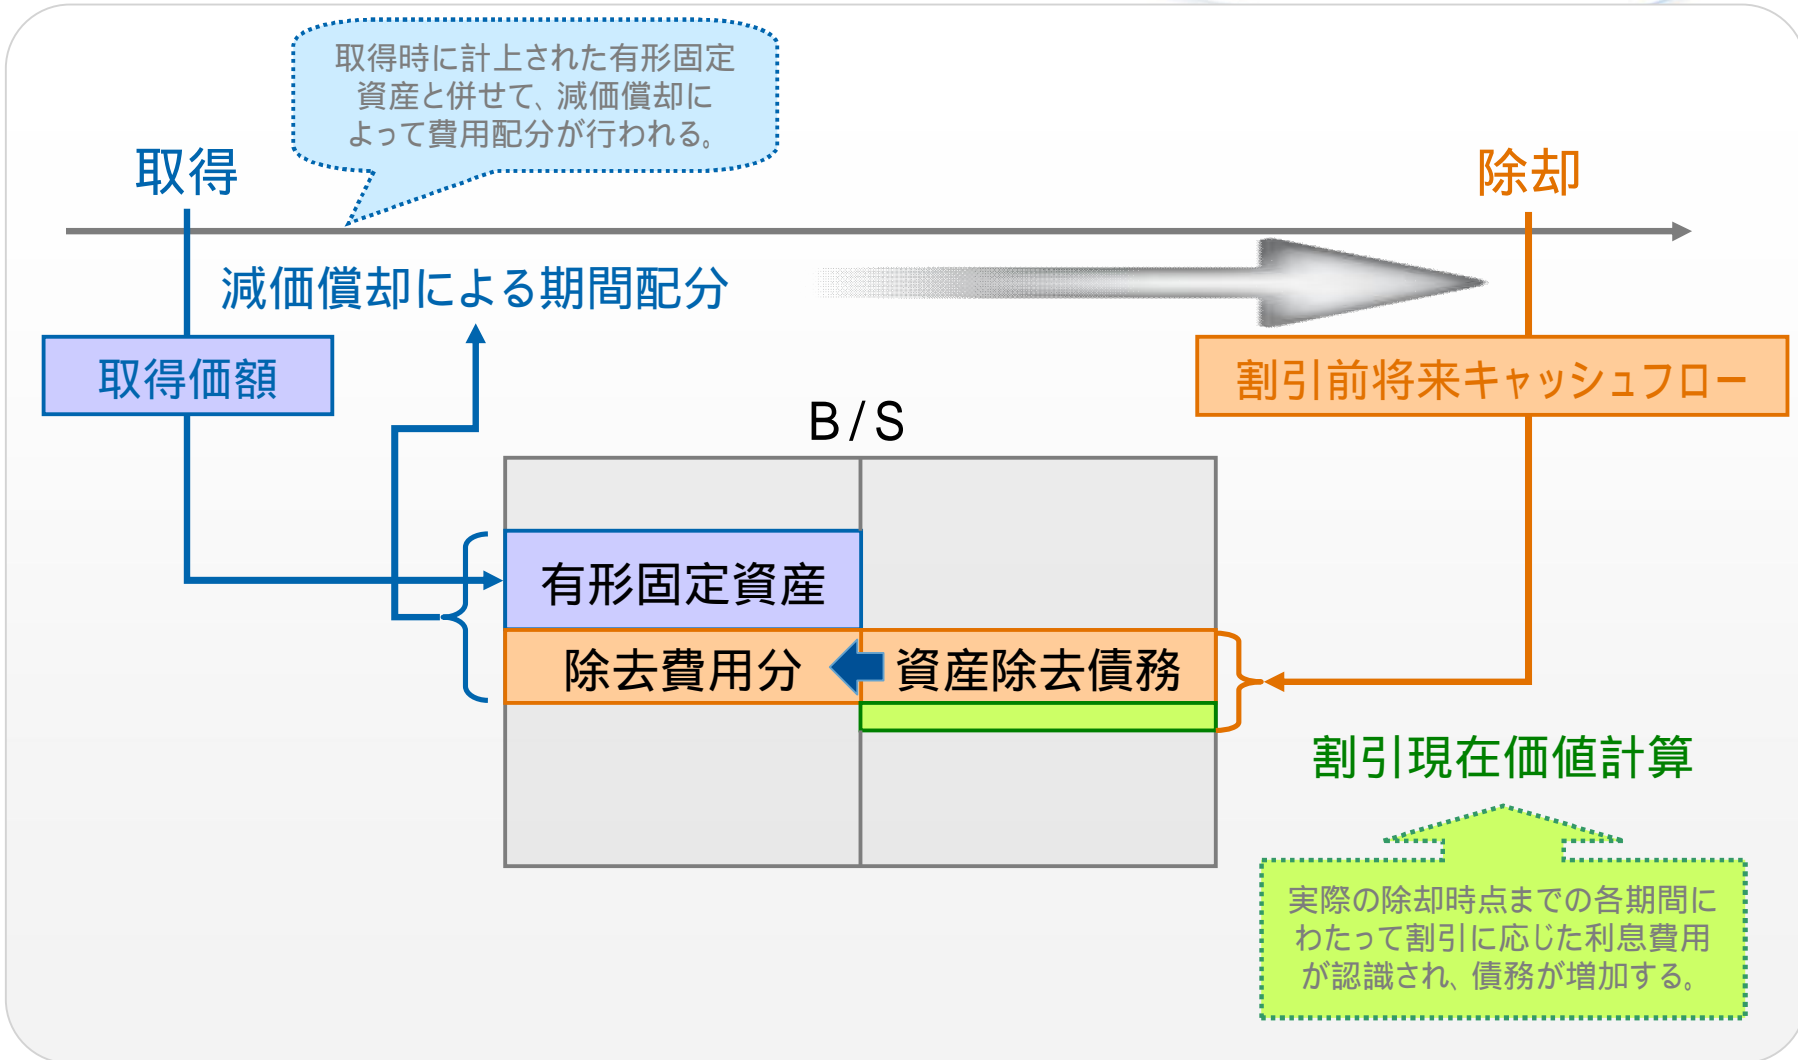 取得時に計上された有形固定
資産と併せて、減価償却に
よって費用配分が行われる。
取得
除却
減価償却による期間配分
取得価額
割引前将来キャッシュフロー
B/S
有形固定資産
除去費用分
資産除去債務
割引現在価値計算
実際の除却時点までの各期間に
わたって割引に応じた利息費用
が認識され、債務が増加する。